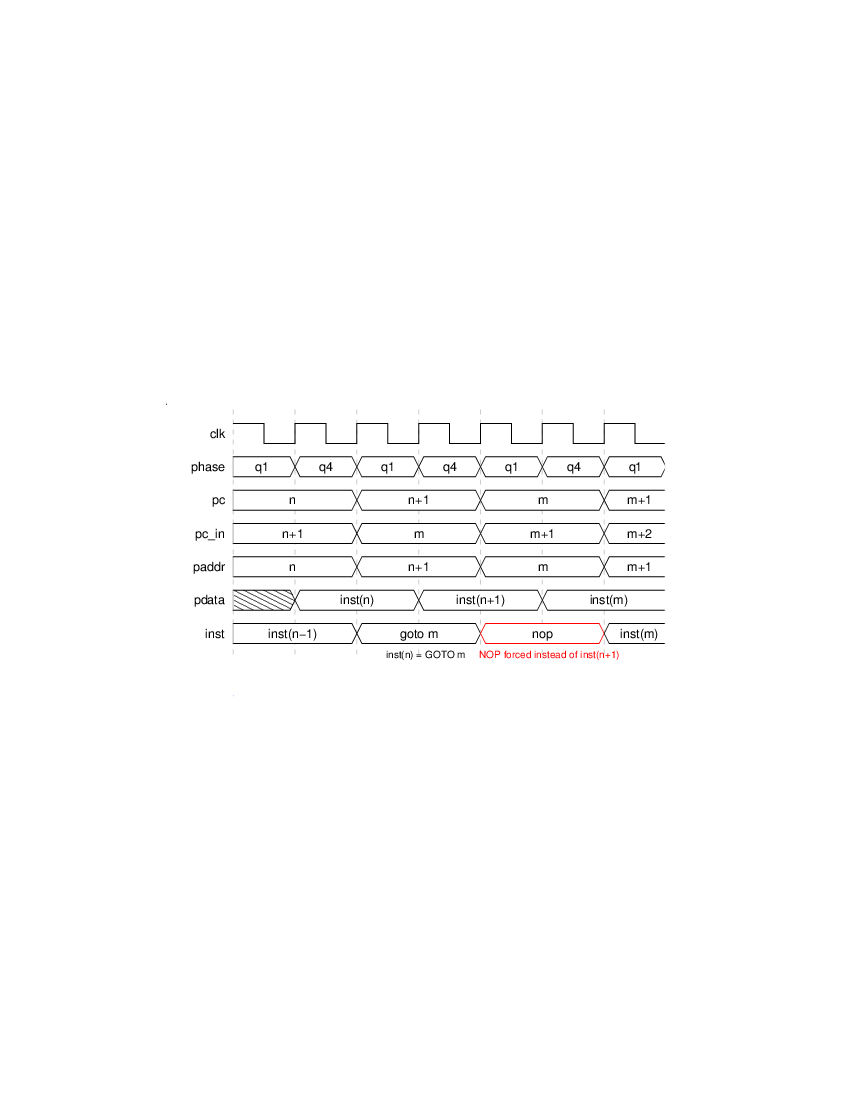 clk
phase q1 q4 q1 q4 q1 q4 q1
pc n n+1 m m+1
pc_in n+1 m m+1 m+2
paddr n n+1 m m+1
pdata inst(n) inst(n+1) inst(m)
inst inst(n−1) goto m nop inst(m)
inst(n) = GOTO m NOP forced instead of inst(n+1)